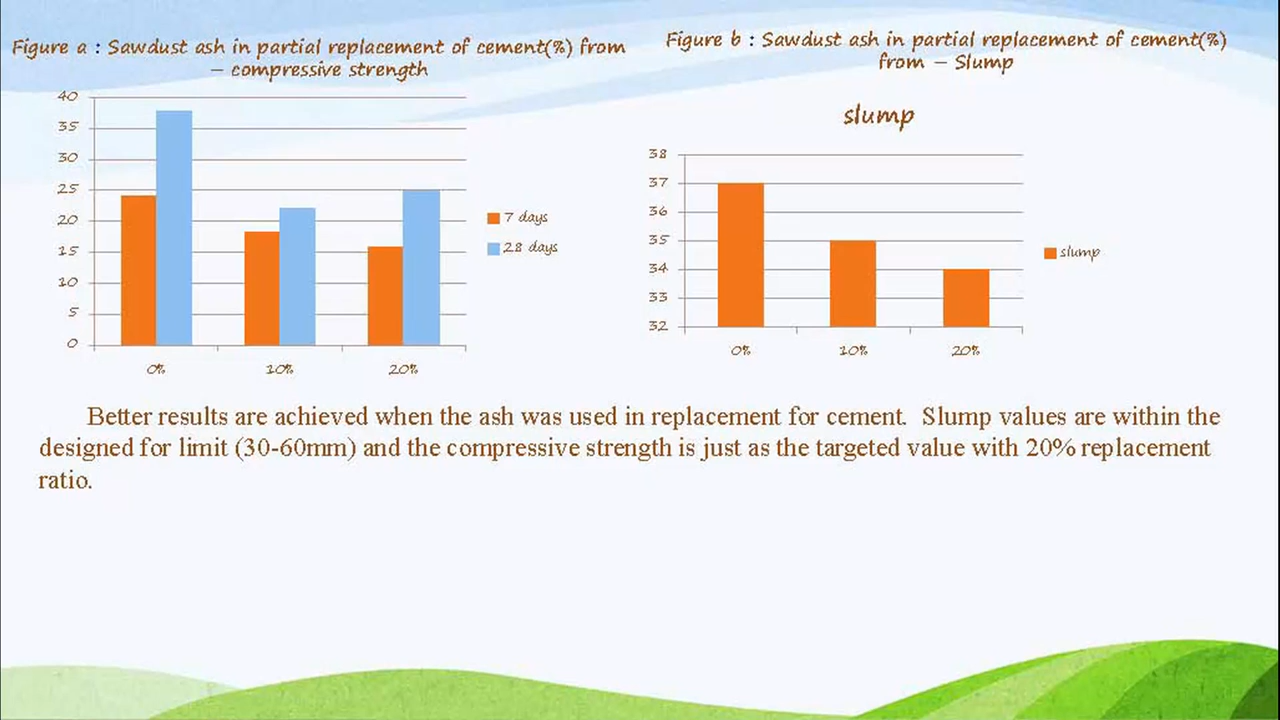 Figure a : Sawdust ash in partial replacement of cement(%) from
– compressive strength
40
35
30
25
20
15
10
5
0
0%
10%
20%
7 days
28 days
Figure b : Sawdust ash in partial replacement of cement(%)
from – Slump
slump
38
37
36
35
34
33
32
0%
10%
20%
slump
Better results are achieved when the ash was used in replacement for cement. Slump values are within the
designed for limit (30-60mm) and the compressive strength is just as the targeted value with 20% replacement
ratio.